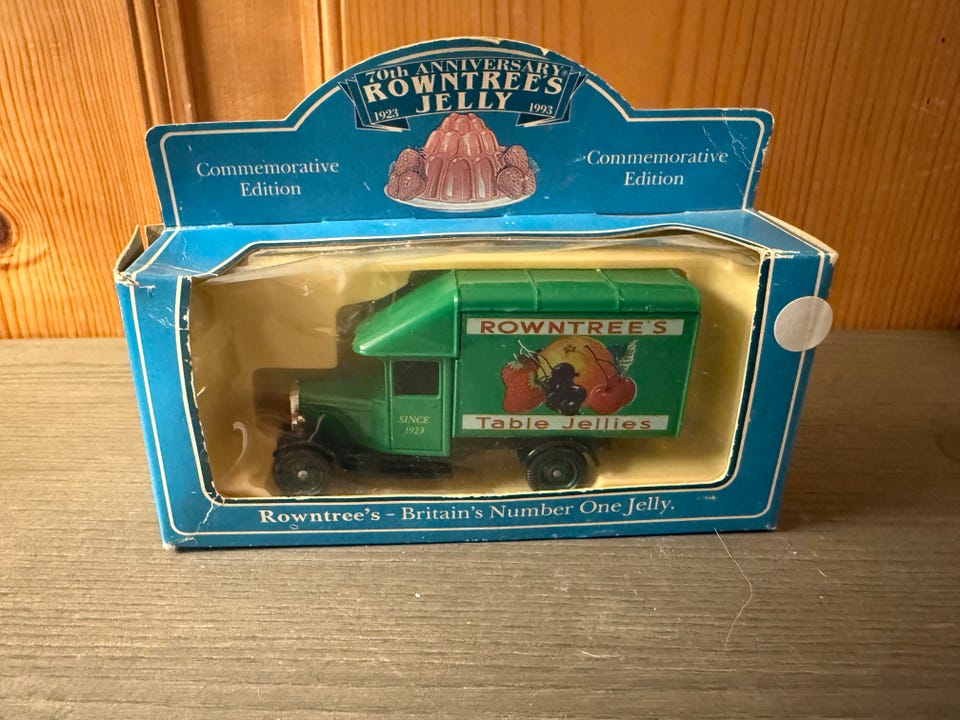 70th ANNIVERSARY
ROWNTREE'S
JELLY
1923 1993
Commemorative
Edition
Commemorative
Edition
ROWNTREE'S
Table Jellies
SINCE
1923
Rowntree's - Britain's Number One Jelly.